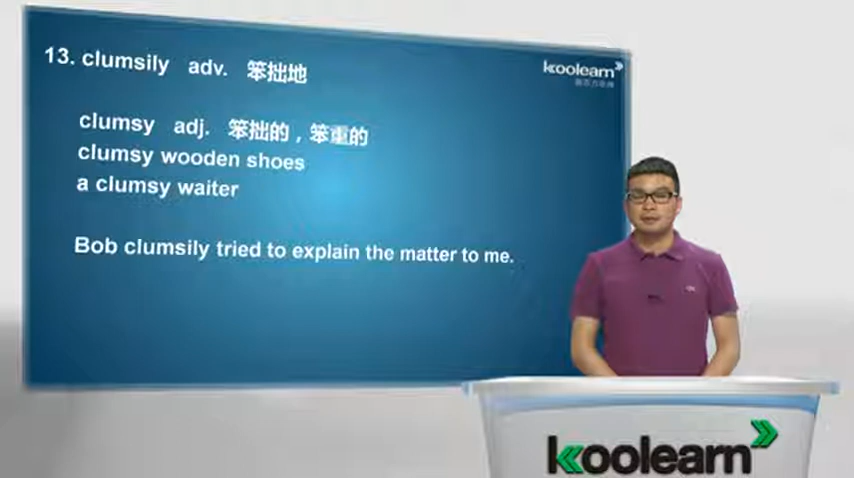 13. clumsily adv. 笨拙地
koolearn
clumsy adj. 笨拙的，笨重的
clumsy wooden shoes
a clumsy waiter
Bob clumsily tried to explain the matter to me.
koolearn